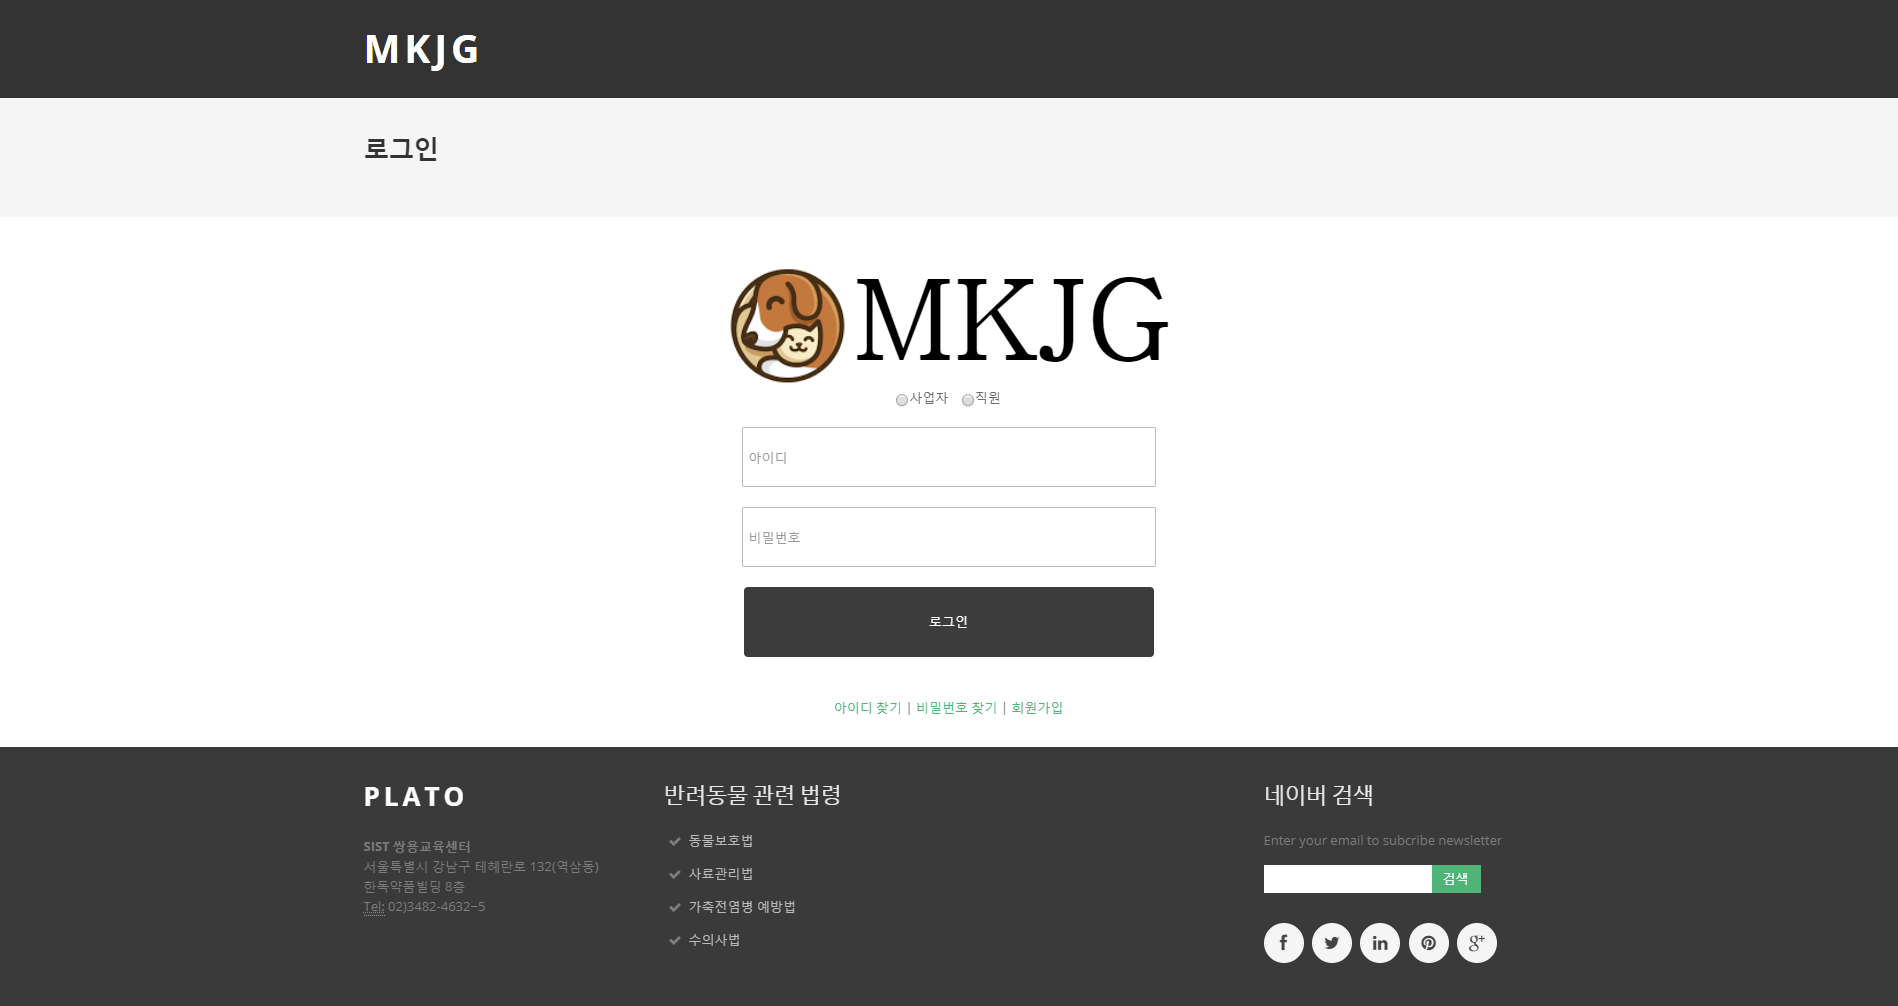 MKJG
로그인
MKJG
사업자 직원
아이디
비밀번호
로그인
아이디 찾기 | 비밀번호 찾기 | 회원가입
PLATO
SIST 쌍용교육센터
서울특별시 강남구 테헤란로 132(역삼동)
한독약품빌딩 8층
Tel: 02)3482-4632~5
반려동물 관련 법령
동물보호법
사료관리법
가축전염병 예방법
수의사법
네이버 검색
Enter your email to subcribe newsletter
검색